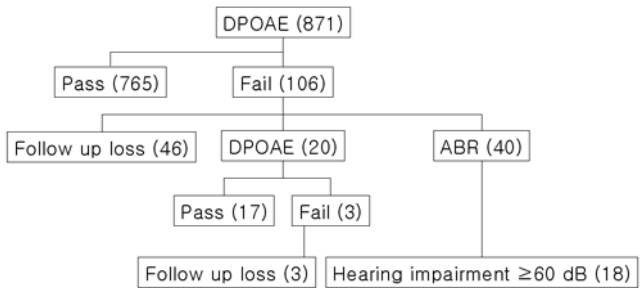 DPOAE (871)
Pass (765)
Fail (106)
Follow up loss (46)
DPOAE (20)
ABR (40)
Pass (17)
Fail (3)
Follow up loss (3)
Hearing impairment ≥60 dB (18)